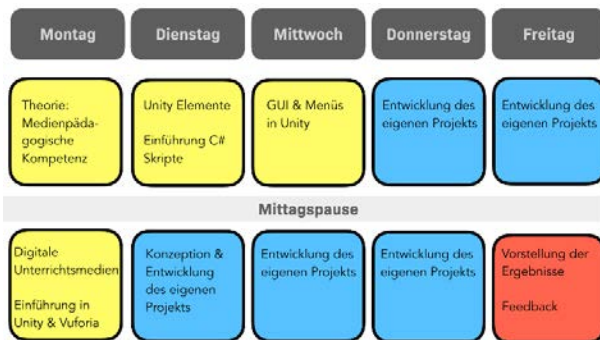 Montag
Dienstag
Mittwoch
Donnerstag
Freitag
Theorie:
Medienpäda-
gogische
Kompetenz
Unity Elemente
Einführung C#
Skripte
GUI & Menüs
in Unity
Entwicklung des
eigenen Projekts
Entwicklung des
eigenen Projekts
Mittagspause
Digitale
Unterrichtsmedien
Einführung in
Unity & Vuforia
Konzeption &
Entwicklung
des eigenen
Projekts
Entwicklung des
eigenen Projekts
Entwicklung des
eigenen Projekts
Vorstellung der
Ergebnisse
Feedback